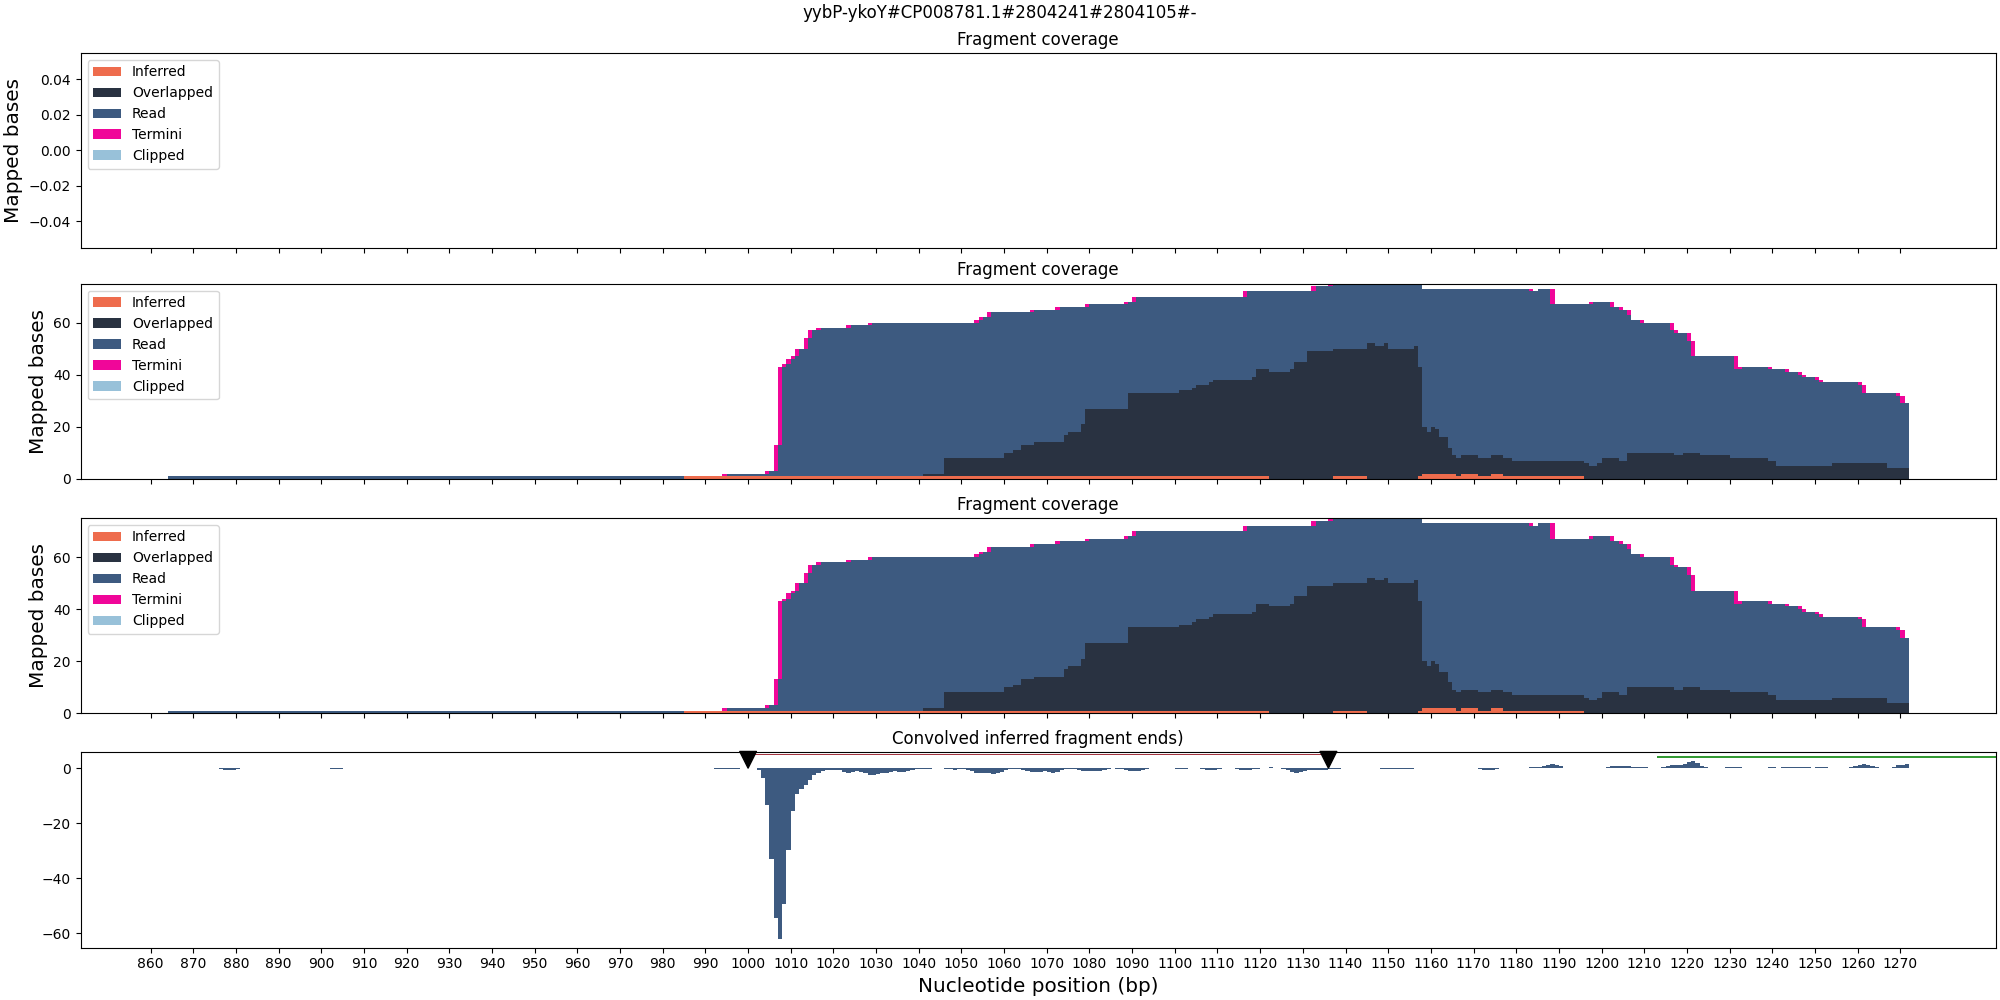 yybP-ykoY#CP008781.1#2804241#2804105#-
Fragment coverage
Mapped bases
0.04
0.02
0.00
−0.02
−0.04
Inferred
Overlapped
Read
Termini
Clipped
Fragment coverage
Mapped bases
60
40
20
0
Inferred
Overlapped
Read
Termini
Clipped
Fragment coverage
Mapped bases
60
40
20
0
Inferred
Overlapped
Read
Termini
Clipped
Convolved inferred fragment ends)
0
−20
−40
−60
860 870 880 890 900 910 920 930 940 950 960 970 980 990 1000 1010 1020 1030 1040 1050 1060 1070 1080 1090 1100 1110 1120 1130 1140 1150 1160 1170 1180 1190 1200 1210 1220 1230 1240 1250 1260 1270
Nucleotide position (bp)